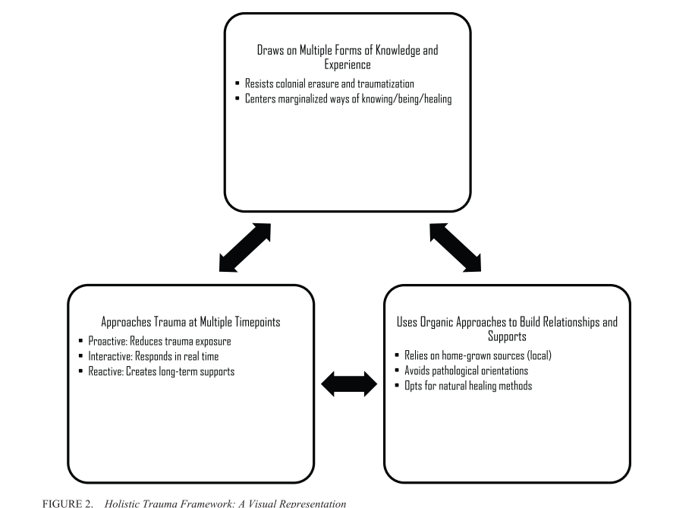 Draws on Multiple Forms of Knowledge and
Experience
▪ Resists colonial erasure and traumatization
▪ Centers marginalized ways of knowing/being/healing
Approaches Trauma at Multiple Timepoints
▪ Proactive: Reduces trauma exposure
▪ Interactive: Responds in real time
▪ Reactive: Creates long-term supports
Uses Organic Approaches to Build Relationships and
Supports
▪ Relies on home-grown sources (local)
▪ Avoids pathological orientations
▪ Opts for natural healing methods
FIGURE 2. Holistic Trauma Framework: A Visual Representation